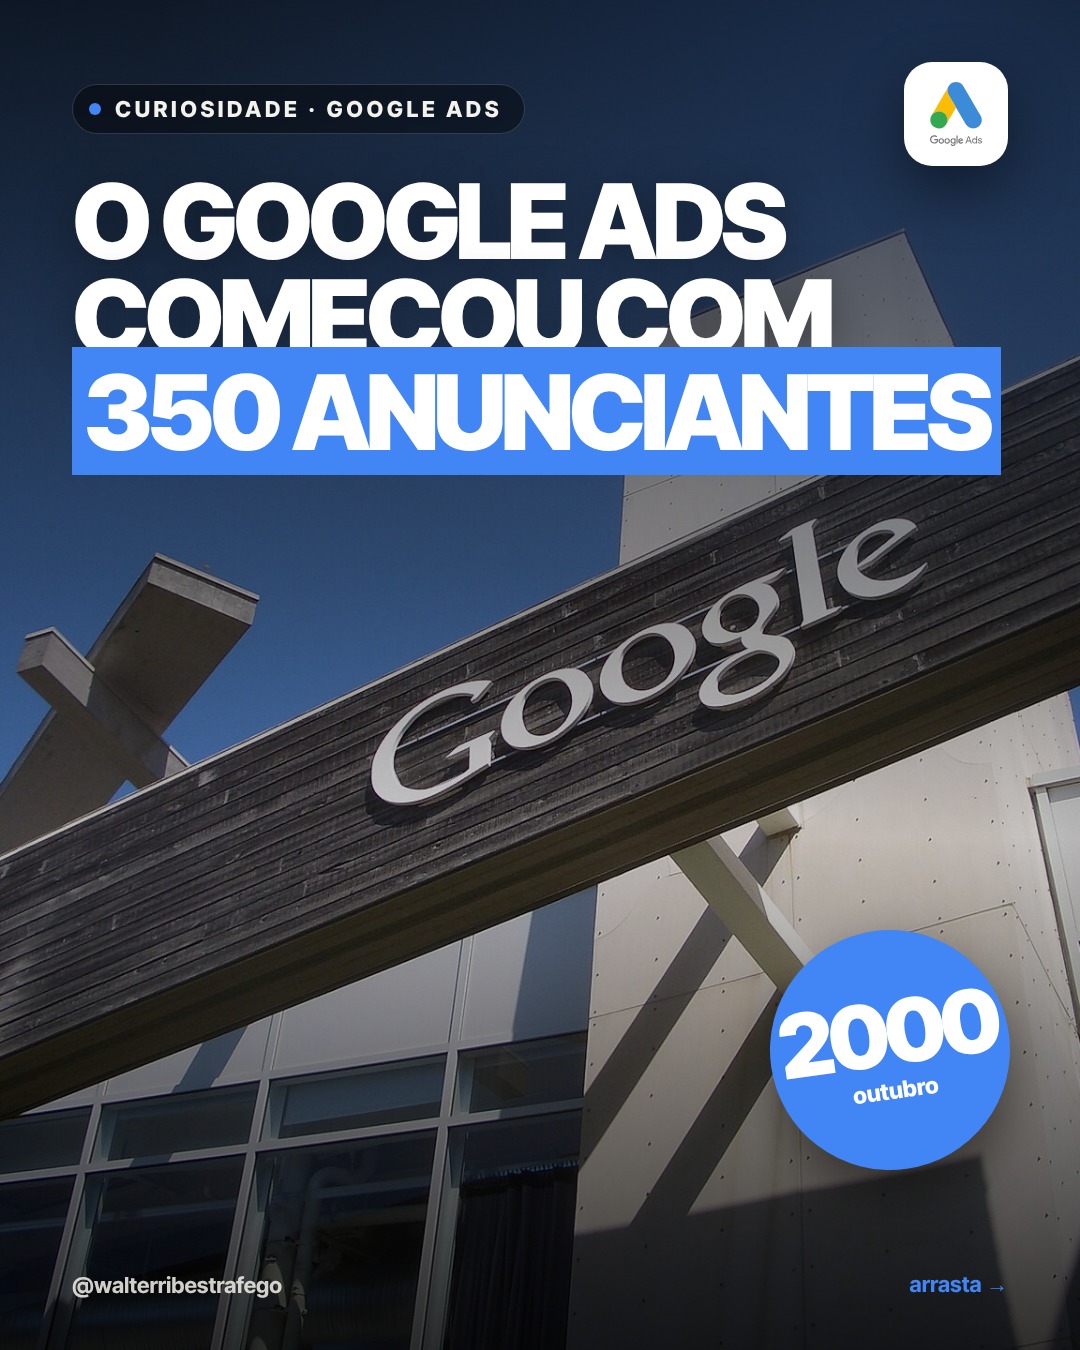 CURIOSIDADE · GOOGLE ADS
Google Ads
O GOOGLE ADS
COMECOU COM
350 ANUNCIANTES
Google
2000
outubro
@walterribestrafego
arrasta →